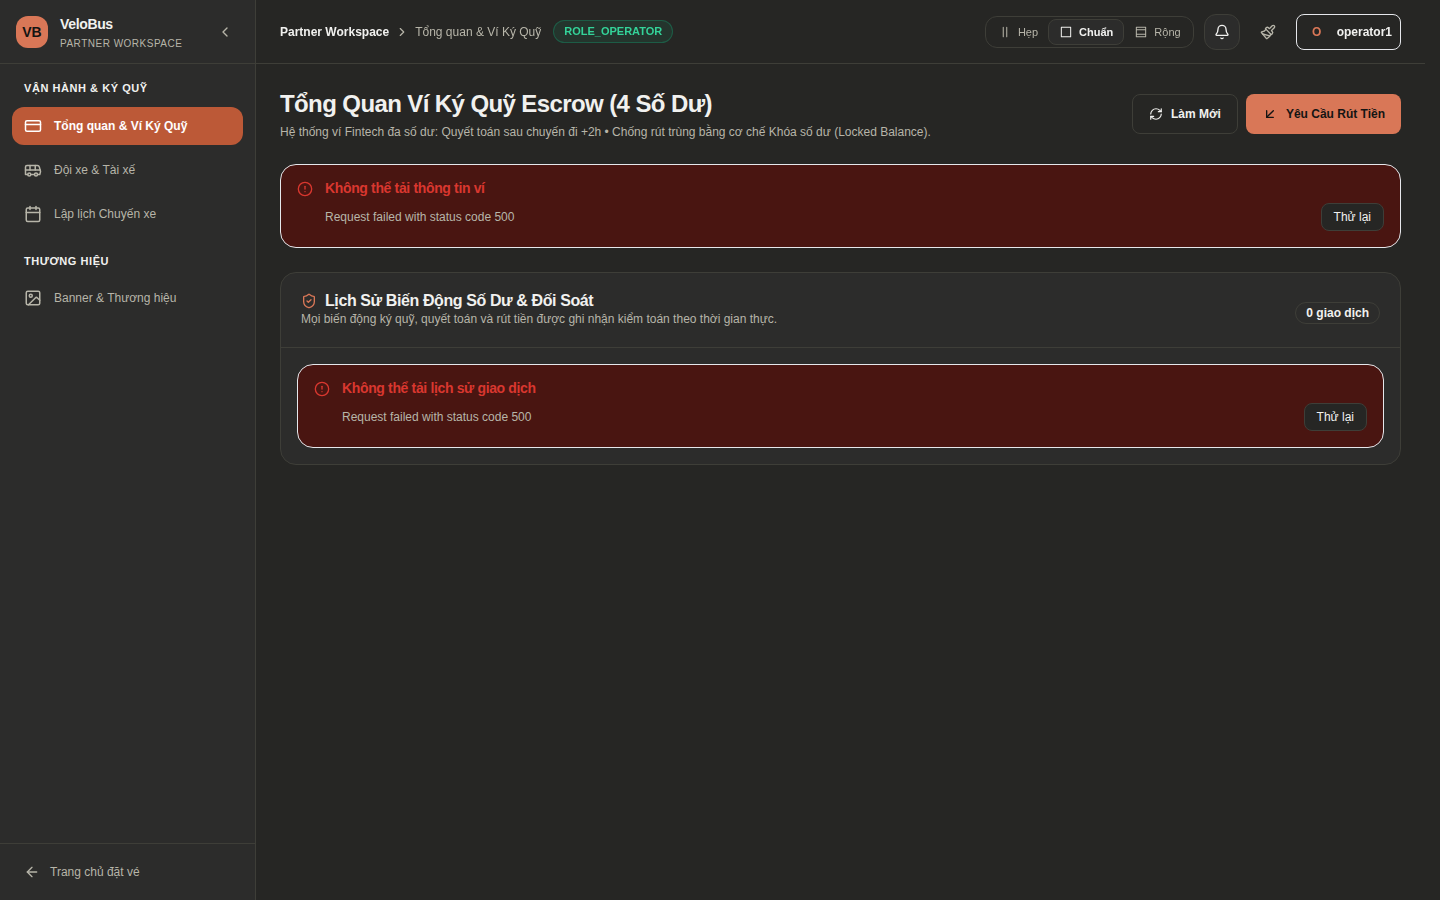 VB
VeloBus
PARTNER WORKSPACE
VẬN HÀNH & KÝ QUỸ
Tổng quan & Ví Ký Quỹ
Đội xe & Tài xế
Lập lịch Chuyến xe
THƯƠNG HIỆU
Banner & Thương hiệu
Trang chủ đặt vé
Partner Workspace
Tổng quan & Ví Ký Quỹ
ROLE_OPERATOR
Hẹp
Chuẩn
Rộng
O
operator1
Tổng Quan Ví Ký Quỹ Escrow (4 Số Dư)
Hệ thống ví Fintech đa số dư: Quyết toán sau chuyến đi +2h • Chống rút trùng bằng cơ chế Khóa số dư (Locked Balance).
Làm Mới
Yêu Cầu Rút Tiền
Không thể tải thông tin ví
Request failed with status code 500
Thử lại
Lịch Sử Biến Động Số Dư & Đối Soát
Mọi biến động ký quỹ, quyết toán và rút tiền được ghi nhận kiểm toán theo thời gian thực.
0 giao dịch
Không thể tải lịch sử giao dịch
Request failed with status code 500
Thử lại